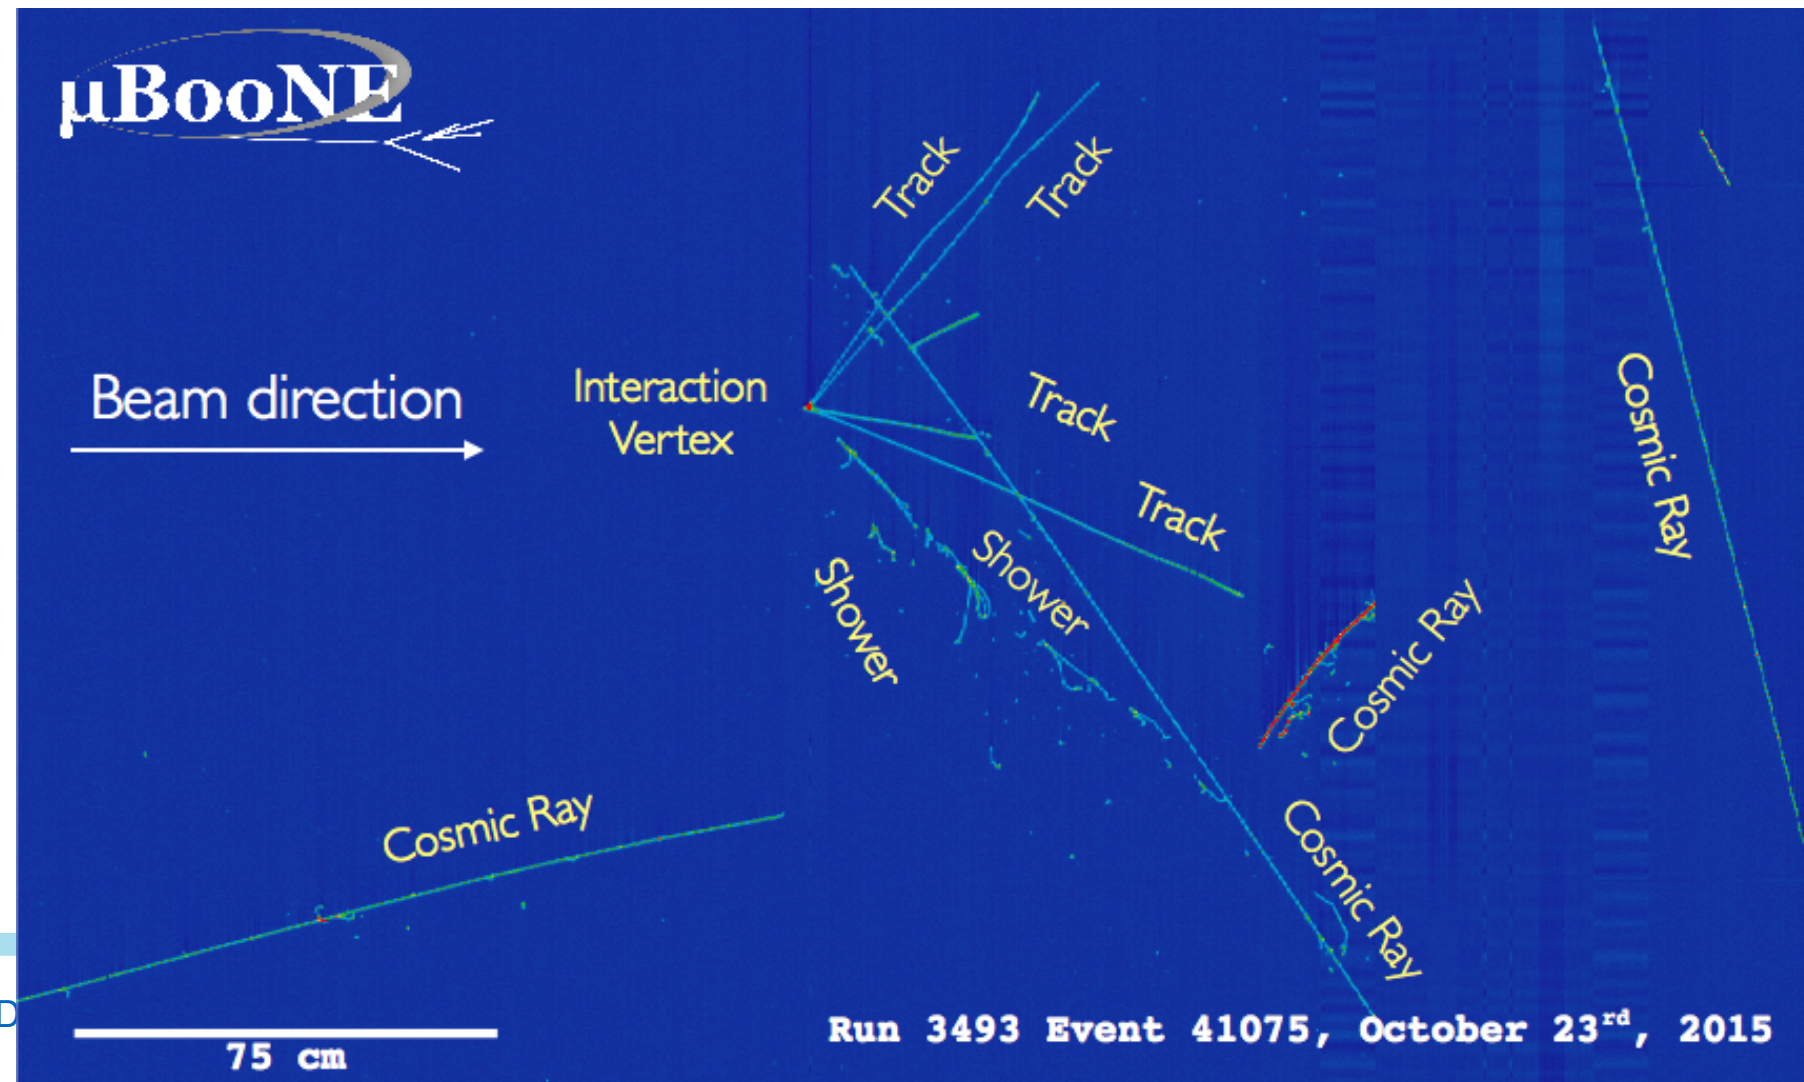 μBooNE
Track
Track
Beam direction
Interaction
Vertex
Track
Track
Cosmic Ray
Shower
Shower
Cosmic Ray
Cosmic Ray
Cosmic Ray
D
Run 3493 Event 41075, October 23rd, 2015
75 cm